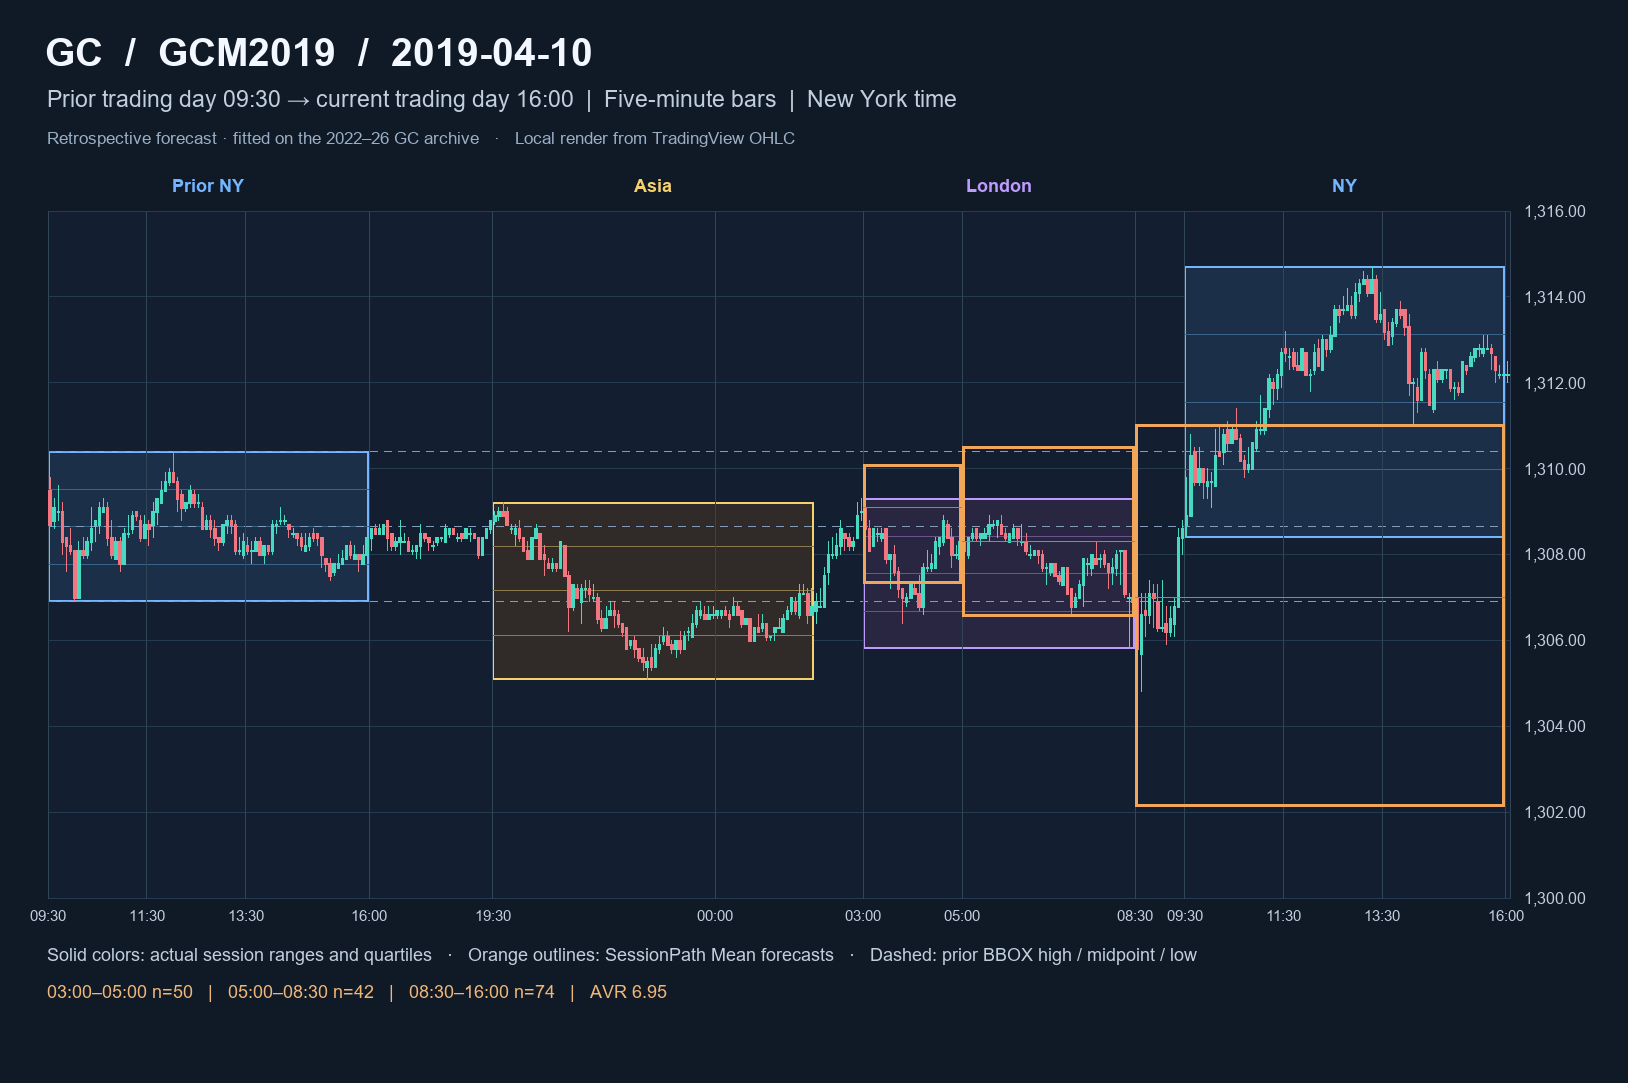 GC / GCM2019 / 2019-04-10
Prior trading day 09:30 → current trading day 16:00 | Five-minute bars | New York time
Retrospective forecast · fitted on the 2022–26 GC archive · Local render from TradingView OHLC
Prior NY Asia London NY
1,316.00
1,314.00
1,312.00
1,310.00
1,308.00
1,306.00
1,304.00
1,302.00
1,300.00
09:30 11:30 13:30 16:00 19:30 00:00 03:00 05:00 08:30 09:30 11:30 13:30 16:00
Solid colors: actual session ranges and quartiles · Orange outlines: SessionPath Mean forecasts · Dashed: prior BBOX high / midpoint / low
03:00–05:00 n=50 | 05:00–08:30 n=42 | 08:30–16:00 n=74 | AVR 6.95